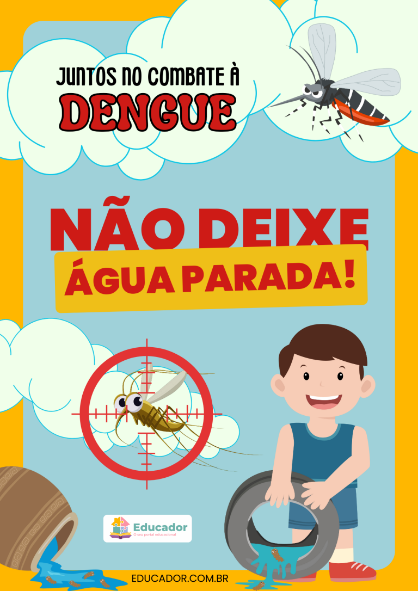 JUNTOS NO COMBATE À
DENGUE
NÃO DEIXE
ÁGUA PARADA!
Educador
EDUCADOR.COM.BR